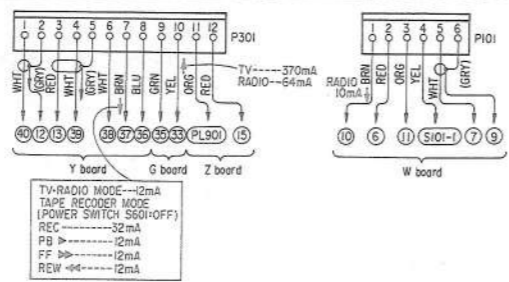 1 2 3 4 5 6 7 8 9 10 11 12
P301
1 2 3 4 5 6
P101
WHT (GRY) RED WHT (GRY) WHT BRN BLU GRN YEL ORG RED
TV-----370mA
RADIO--64mA
RADIO
10mA
BRN RED ORG YEL WHT (GRY)
40 12 13 39 38 37 36 35 33 PL901 15
10 6 11 S101-1 7 9
Y board G board Z board
W board
TV•RADIO MODE---12mA
TAPE RECODER MODE
(POWER SWITCH S601:OFF)
REC--------32mA
PB ▷-------12mA
FF ▷▷------12mA
REW ◁◁-----12mA